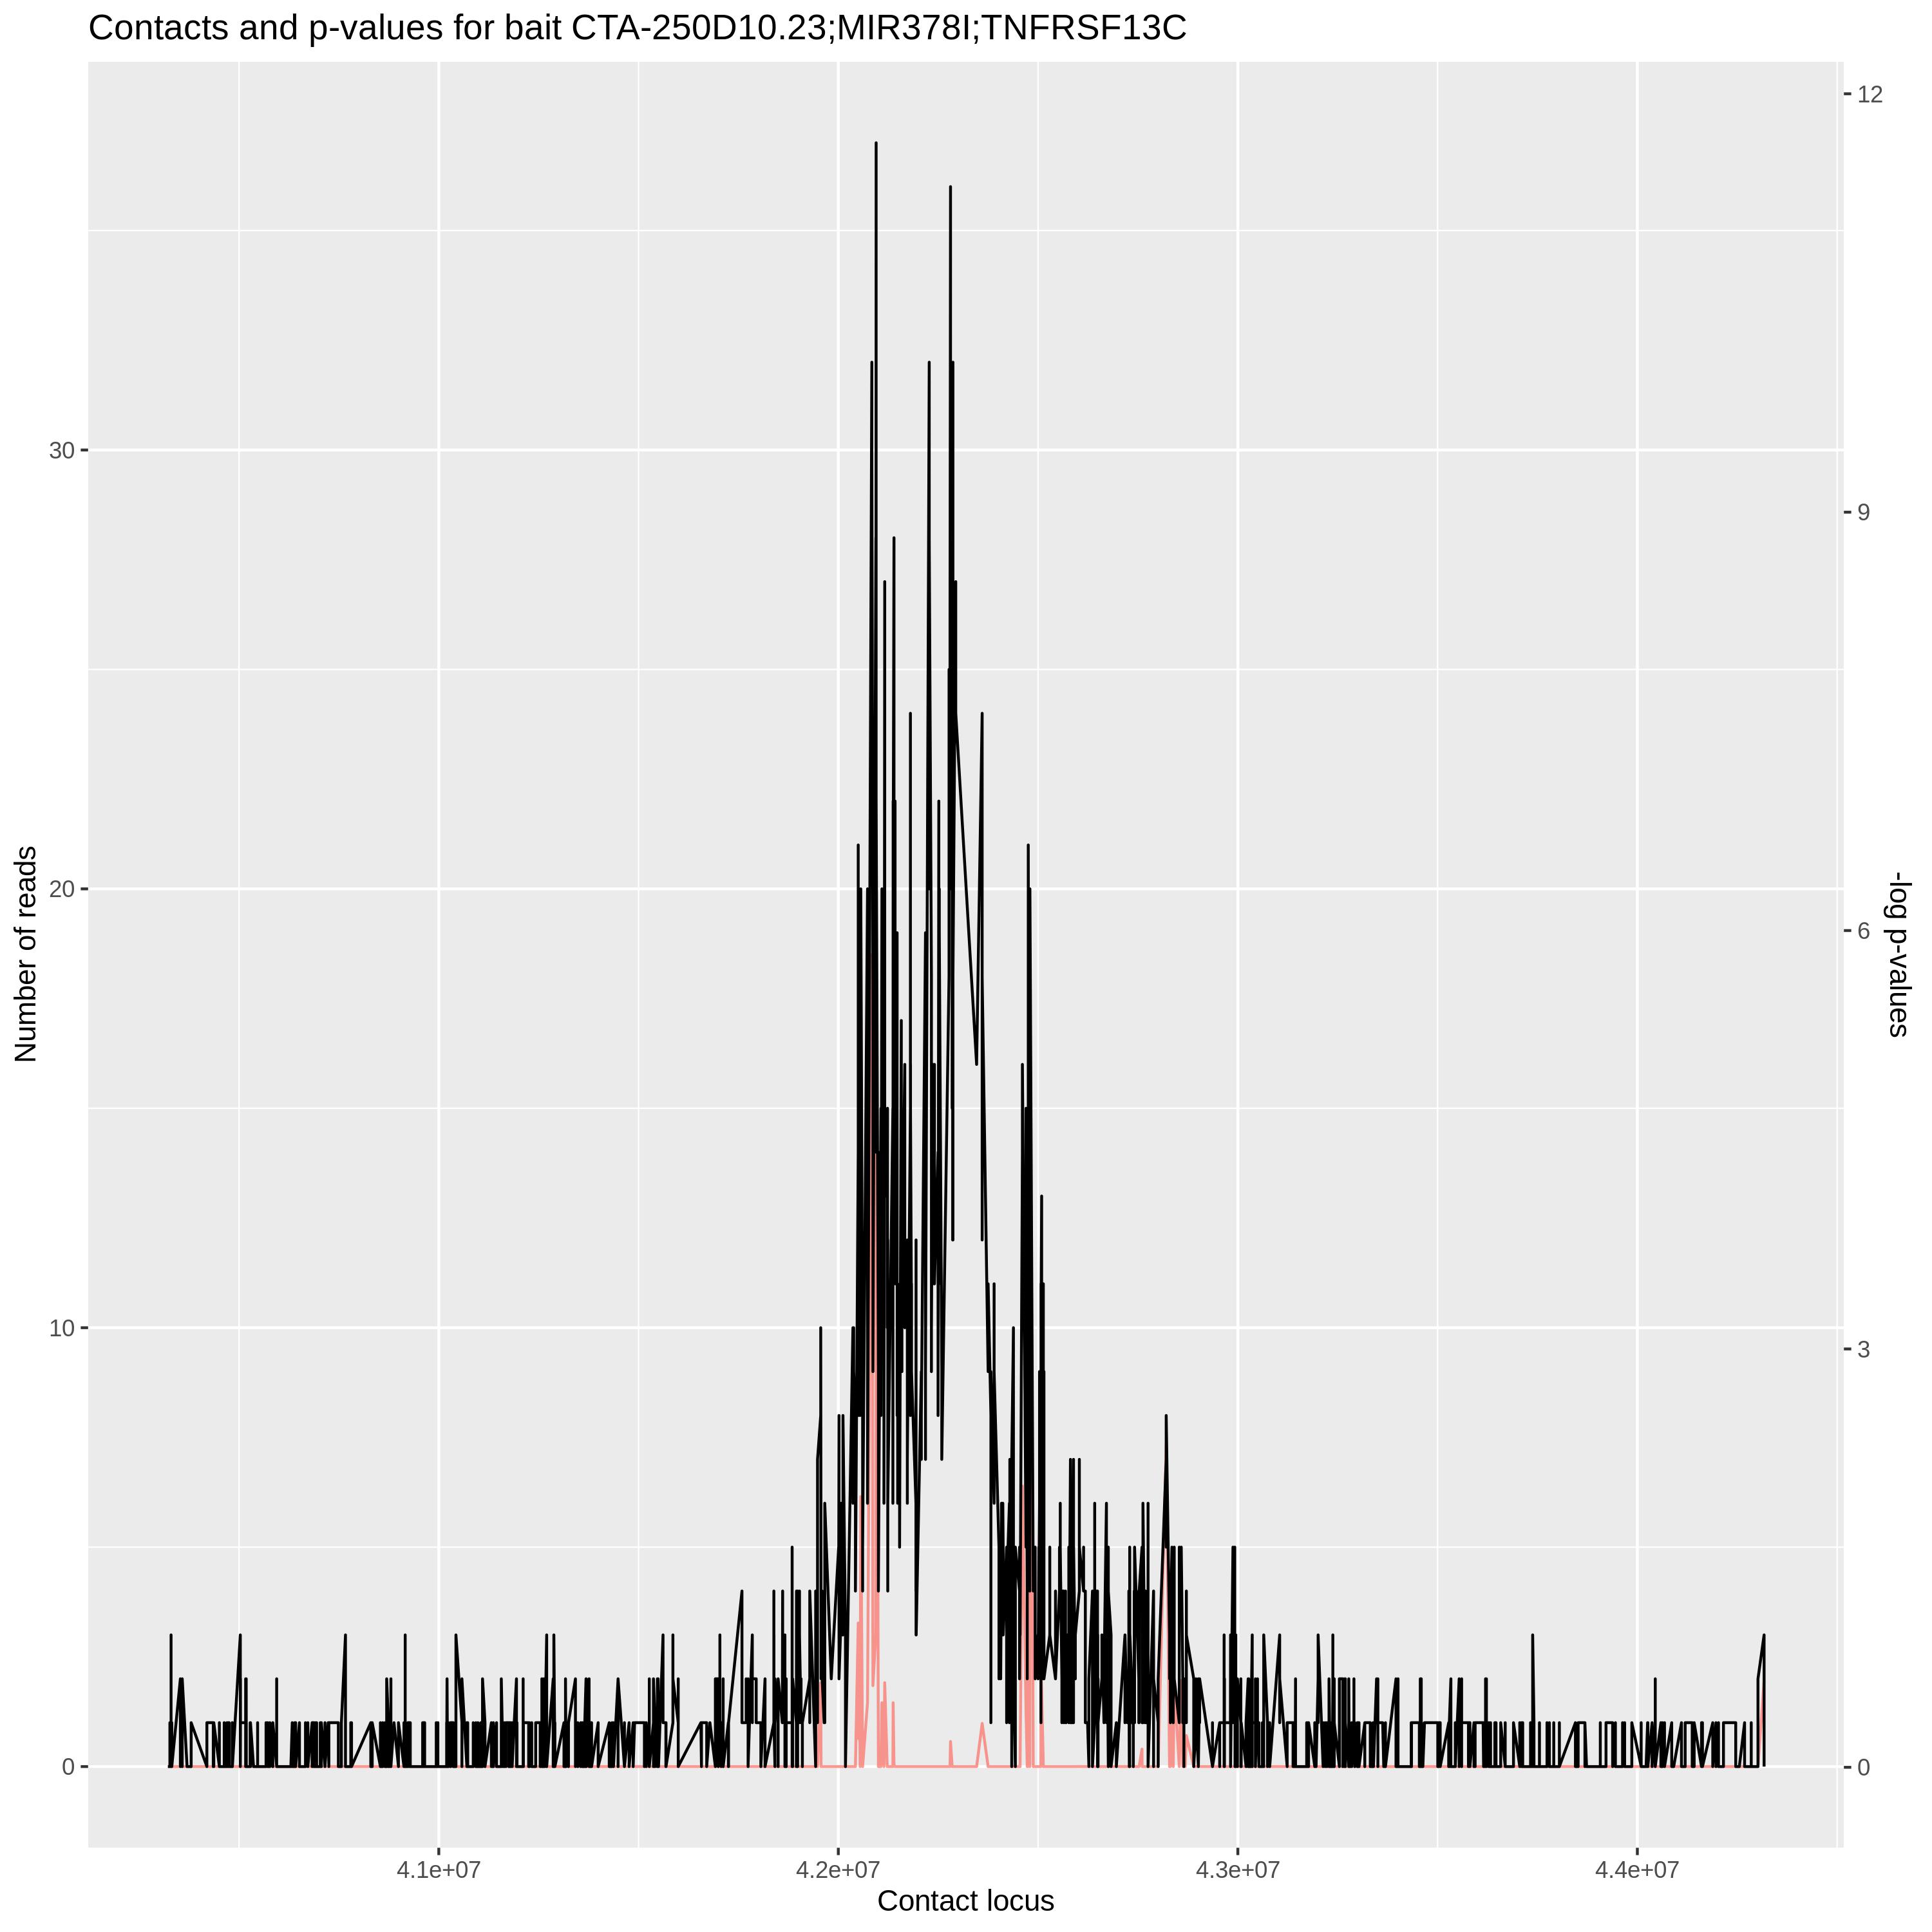 Contacts and p-values for bait CTA-250D10.23;MIR378I;TNFRSF13C
12
30
9
20
6
Number of reads
-log p-values
10
3
0
0
4.1e+07
4.2e+07
4.3e+07
4.4e+07
Contact locus